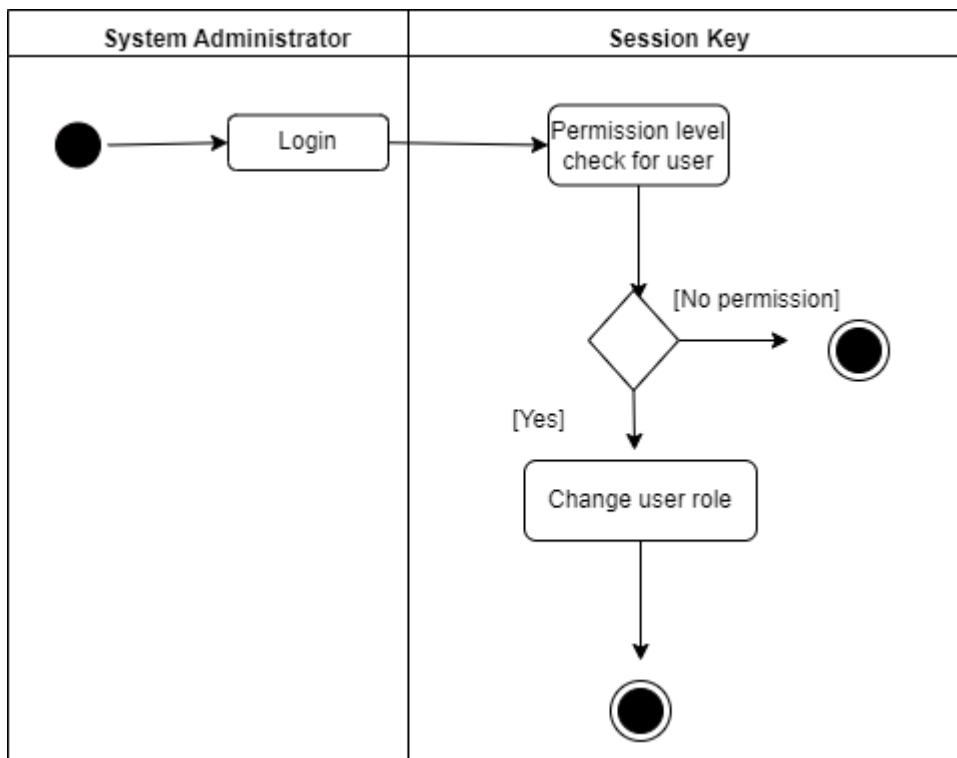 System Administrator
Session Key
Login
Permission level
check for user
[No permission]
[Yes]
Change user role